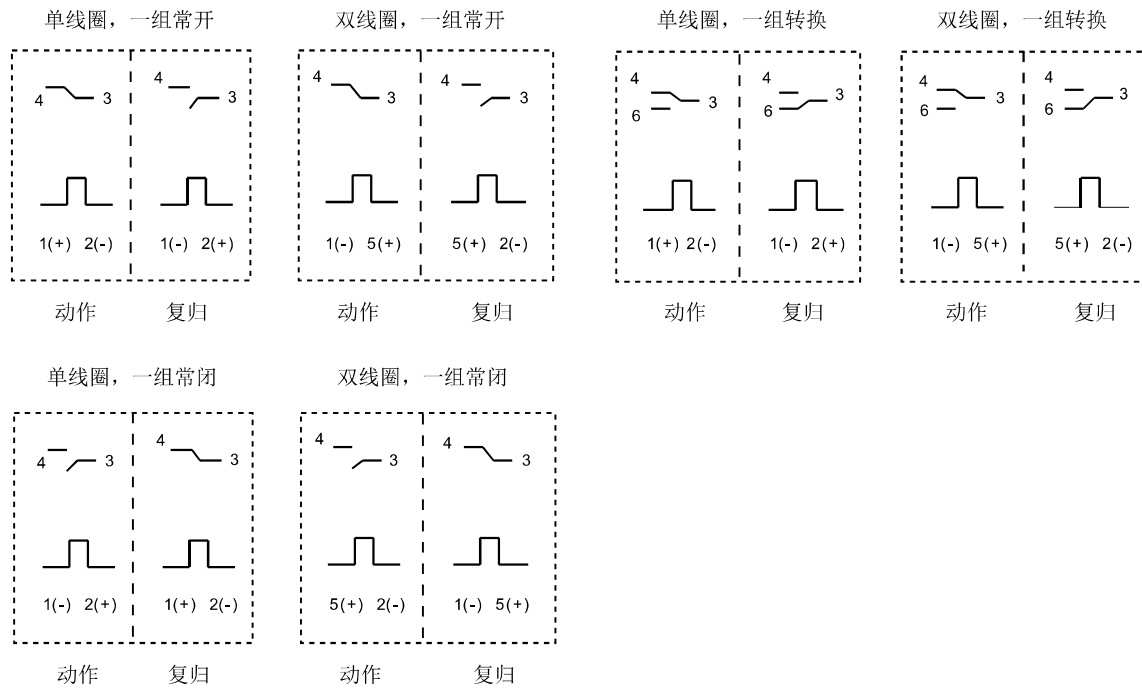 单线圈，一组常开
双线圈，一组常开
单线圈，一组转换
双线圈，一组转换
4 3
4 3
4 3
4 3
4 6 3
4 6 3
4 6 3
4 6 3
1(+) 2(-)
1(-) 2(+)
1(-) 5(+)
5(+) 2(-)
1(+) 2(-)
1(-) 2(+)
1(-) 5(+)
5(+) 2(-)
动作
复归
动作
复归
动作
复归
动作
复归
单线圈，一组常闭
双线圈，一组常闭
4 3
4 3
4 3
4 3
1(-) 2(+)
1(+) 2(-)
5(+) 2(-)
1(-) 5(+)
动作
复归
动作
复归